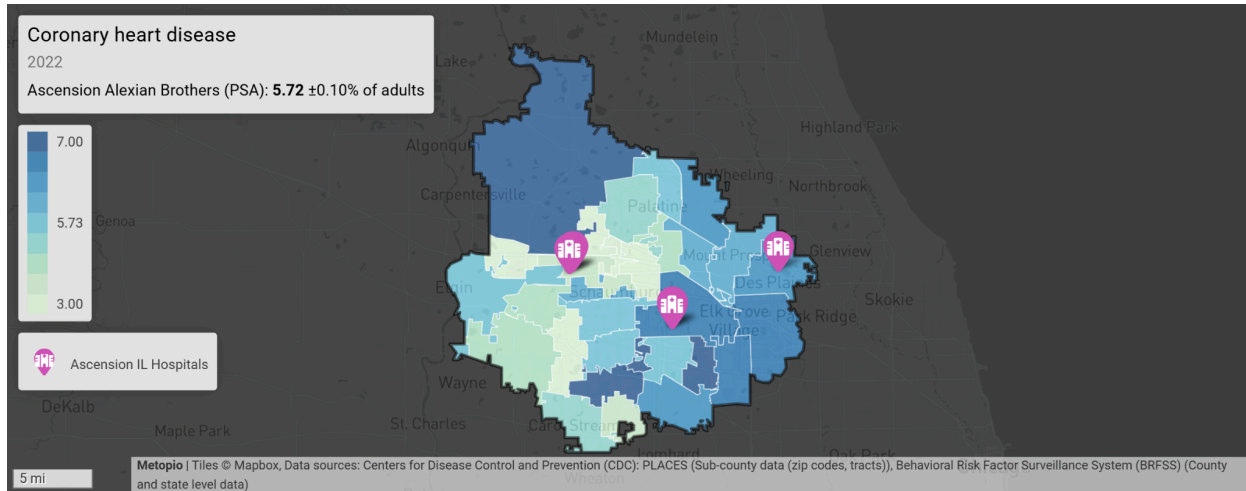 Coronary heart disease
2022
Ascension Alexian Brothers (PSA): 5.72 ±0.10% of adults
7.00
5.73
3.00
Ascension IL Hospitals
Mundelein
Lake
Highland Park
Algonquin
Wheeling
Northbrook
Carpentersville
Genoa
Palatine
Glenview
Mount Prospect
Des Plaines
Elgin
Schaumburg
Skokie
Elk Grove
Village
Park Ridge
Wayne
DeKalb
St. Charles
Carol Stream
Maple Park
Lombard
Oak Park
Wheaton
Chicago
5 mi
Metopio | Tiles © Mapbox, Data sources: Centers for Disease Control and Prevention (CDC): PLACES (Sub-county data (zip codes, tracts)), Behavioral Risk Factor Surveillance System (BRFSS) (County
and state level data)